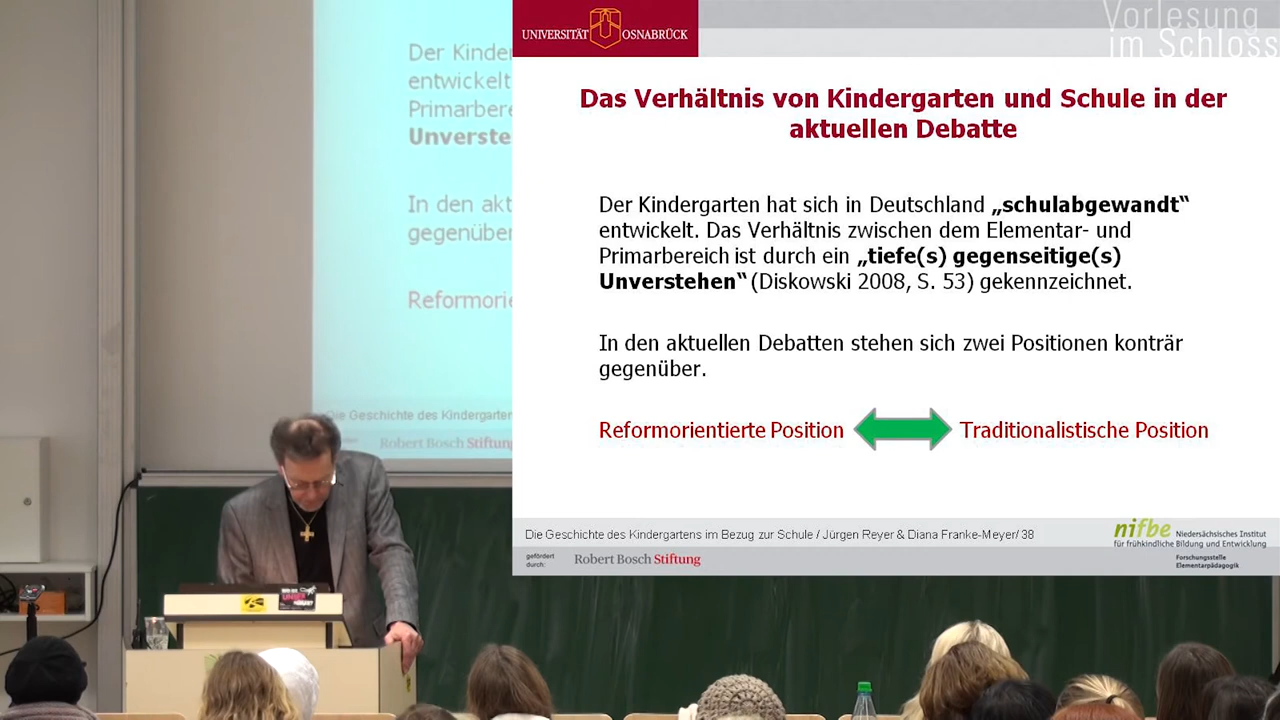 UNIVERSITÄT OSNABRÜCK
Vorlesung
im Schloss
Das Verhältnis von Kindergarten und Schule in der
aktuellen Debatte
Der Kindergarten hat sich in Deutschland „schulabgewandt“
entwickelt. Das Verhältnis zwischen dem Elementar- und
Primarbereich ist durch ein „tiefe(s) gegenseitige(s)
Unverstehen“ (Diskowski 2008, S. 53) gekennzeichnet.
In den aktuellen Debatten stehen sich zwei Positionen konträr
gegenüber.
Reformorientierte Position Traditionalistische Position
Die Geschichte des Kindergartens im Bezug zur Schule / Jürgen Reyer & Diana Franke-Meyer/ 38
gefördert
durch:
Robert Bosch Stiftung
nifbe Niedersächsisches Institut
für frühkindliche Bildung und Entwicklung
Forschungsstelle
Elementarpädagogik
Der Kinde
entwickelt
Primarbere
Unverste
In den akt
gegenüber
Reformorie
Die Geschichte des Kindergarten
Robert Bosch Stiftung